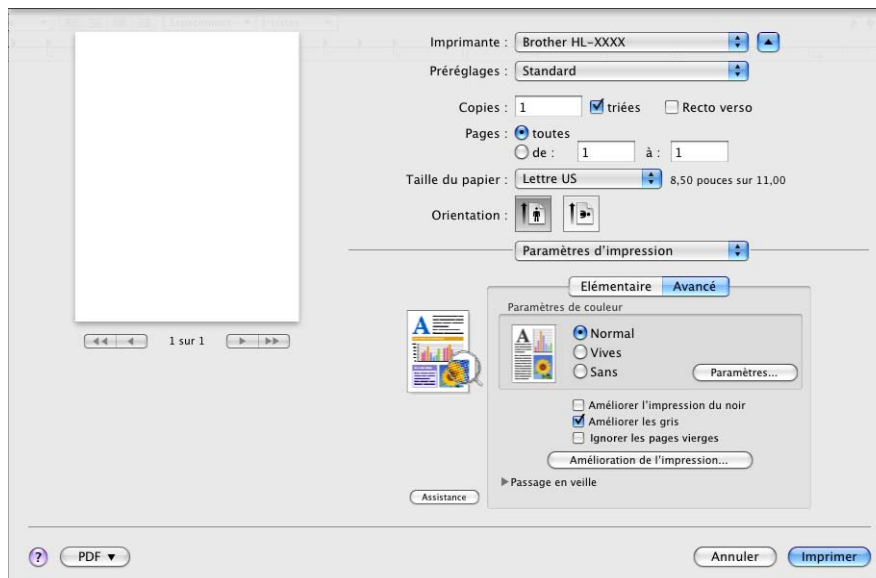 Espacement
Listes
Imprimante : Brother HL-XXXX
Préréglages : Standard
Copies : 1 triées Recto verso
Pages : toutes
de : 1 à : 1
Taille du papier : Lettre US 8,50 pouces sur 11,00
Orientation :
Paramètres d'impression
Elémentaire Avancé
Paramètres de couleur
Normal
Vives
Sans
Paramètres...
Améliorer l'impression du noir
Améliorer les gris
Ignorer les pages vierges
Amélioration de l'impression...
Passage en veille
Assistance
1 sur 1
? PDF
Annuler Imprimer